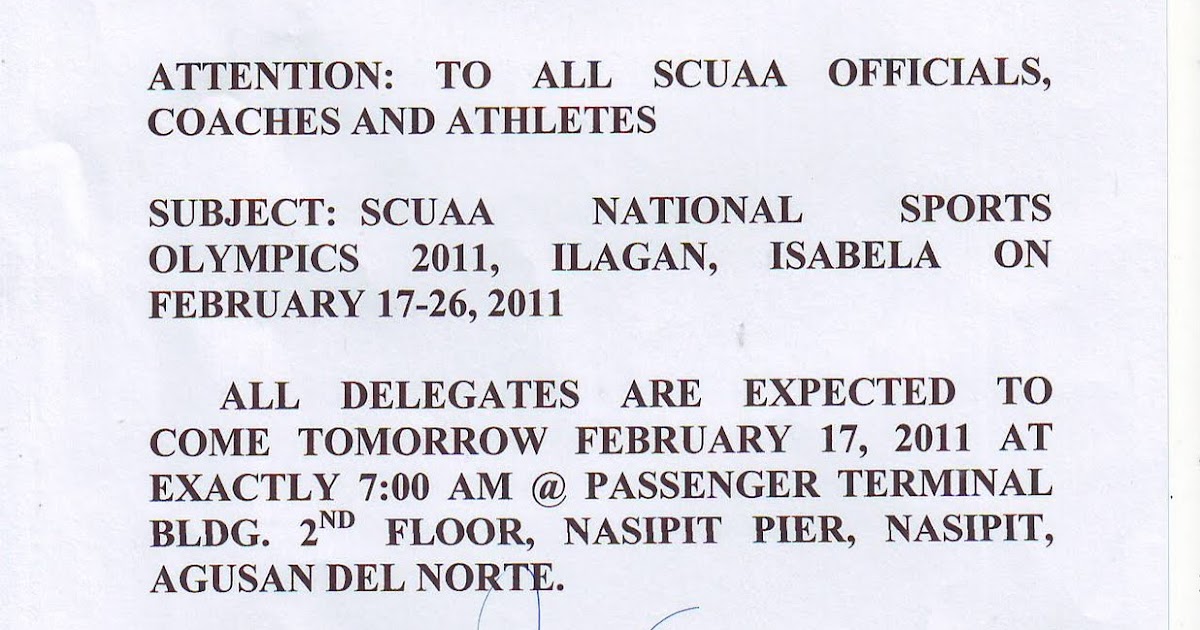 ATTENTION: TO ALL SCUAA OFFICIALS,
COACHES AND ATHLETES
SUBJECT: SCUAA NATIONAL SPORTS
OLYMPICS 2011, ILAGAN, ISABELA ON
FEBRUARY 17-26, 2011
ALL DELEGATES ARE EXPECTED TO
COME TOMORROW FEBRUARY 17, 2011 AT
EXACTLY 7:00 AM @ PASSENGER TERMINAL
BLDG. 2ND FLOOR, NASIPIT PIER, NASIPIT,
AGUSAN DEL NORTE.